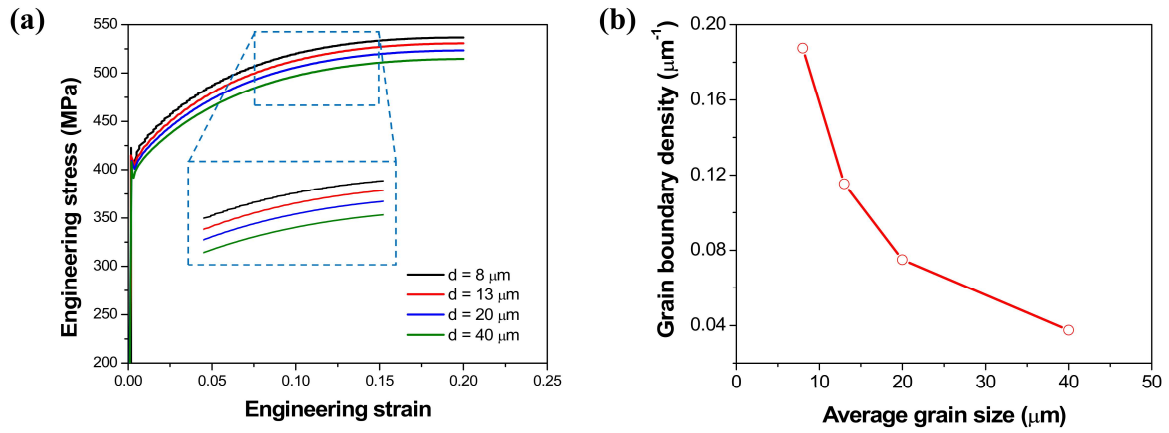 (a)
Engineering stress (MPa)
550
500
450
400
350
300
250
200
0.00 0.05 0.10 0.15 0.20 0.25
Engineering strain
d = 8 μm
d = 13 μm
d = 20 μm
d = 40 μm
(b)
Grain boundary density (μm⁻¹)
0.20
0.16
0.12
0.08
0.04
0 10 20 30 40 50
Average grain size (μm)